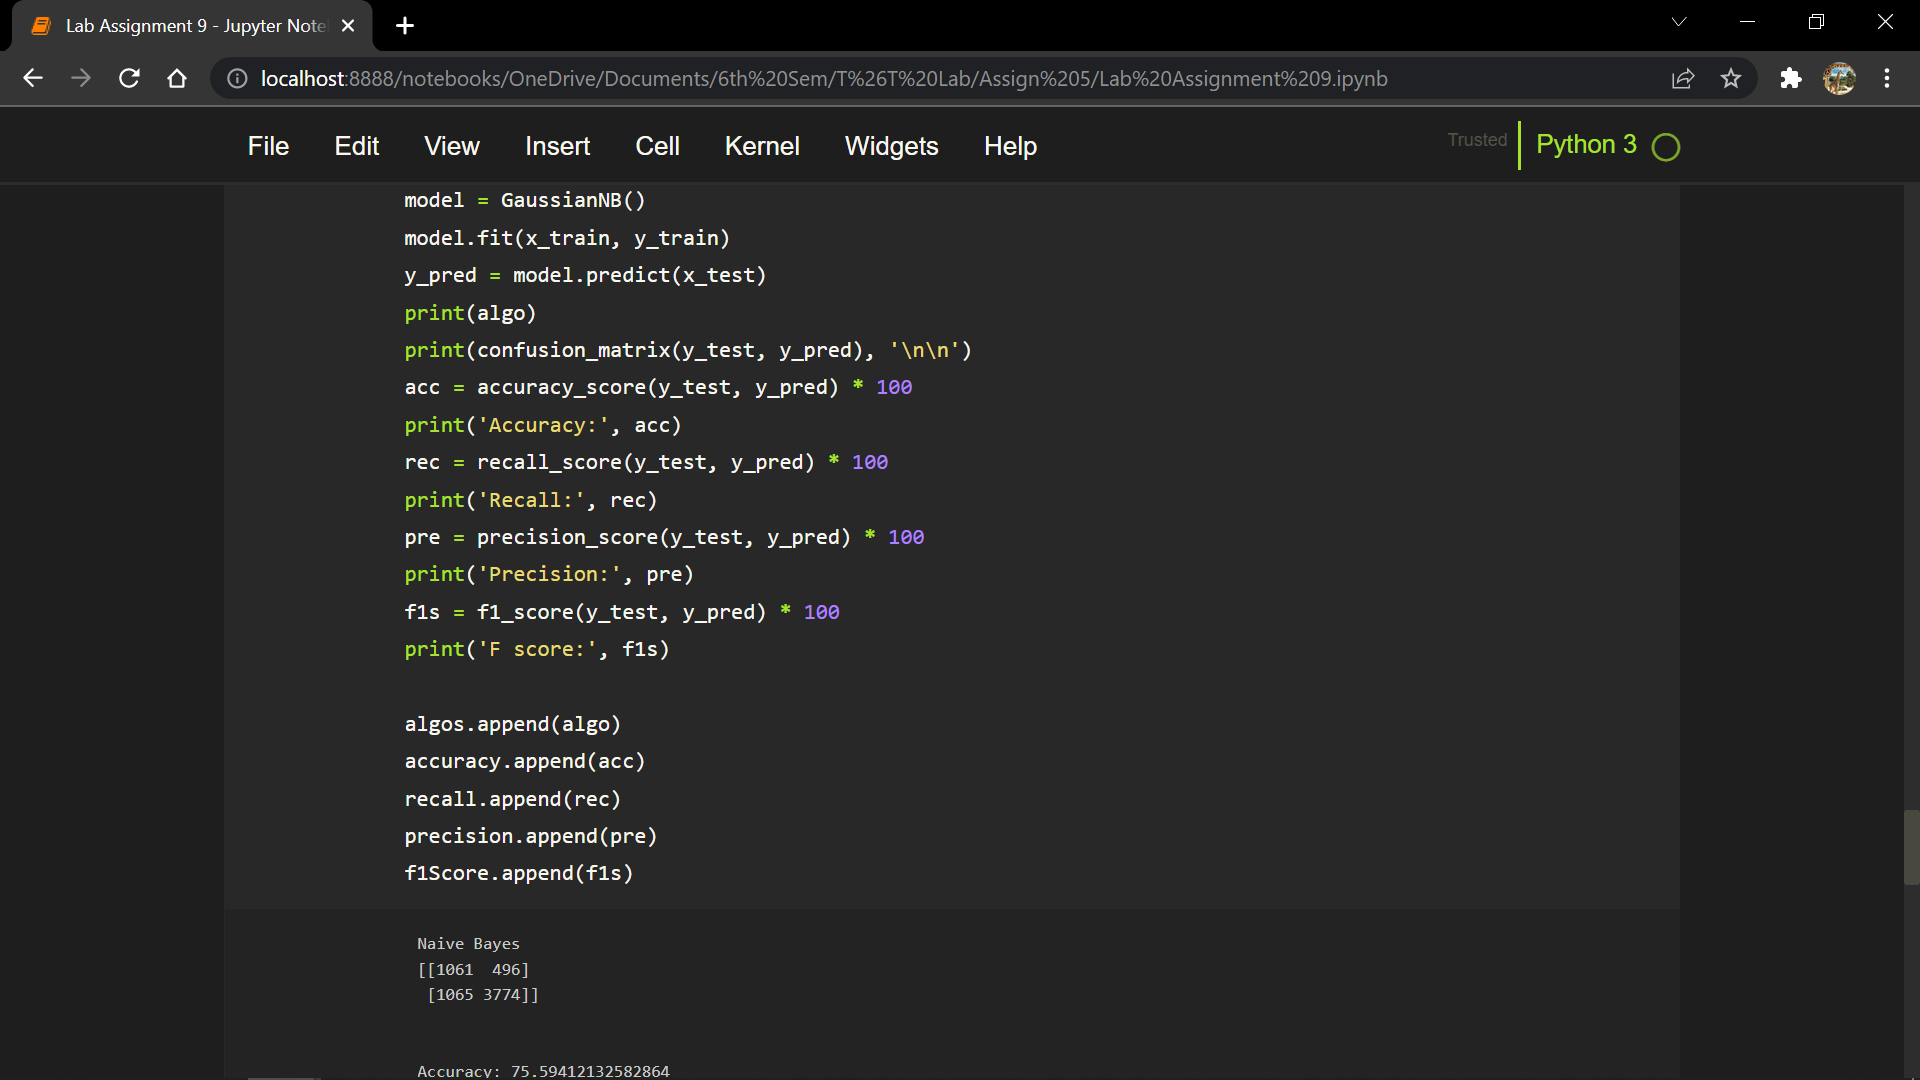 Lab Assignment 9 - Jupyter Note
localhost:8888/notebooks/OneDrive/Documents/6th%20Sem/T%26T%20Lab/Assign%205/Lab%20Assignment%209.ipynb
File Edit View Insert Cell Kernel Widgets Help Trusted Python 3
model = GaussianNB()
model.fit(x_train, y_train)
y_pred = model.predict(x_test)
print(algo)
print(confusion_matrix(y_test, y_pred), '\n\n')
acc = accuracy_score(y_test, y_pred) * 100
print('Accuracy:', acc)
rec = recall_score(y_test, y_pred) * 100
print('Recall:', rec)
pre = precision_score(y_test, y_pred) * 100
print('Precision:', pre)
f1s = f1_score(y_test, y_pred) * 100
print('F score:', f1s)
algos.append(algo)
accuracy.append(acc)
recall.append(rec)
precision.append(pre)
f1Score.append(f1s)
Naive Bayes
[[1061  496]
 [1065 3774]]
Accuracy: 75.59412132582864